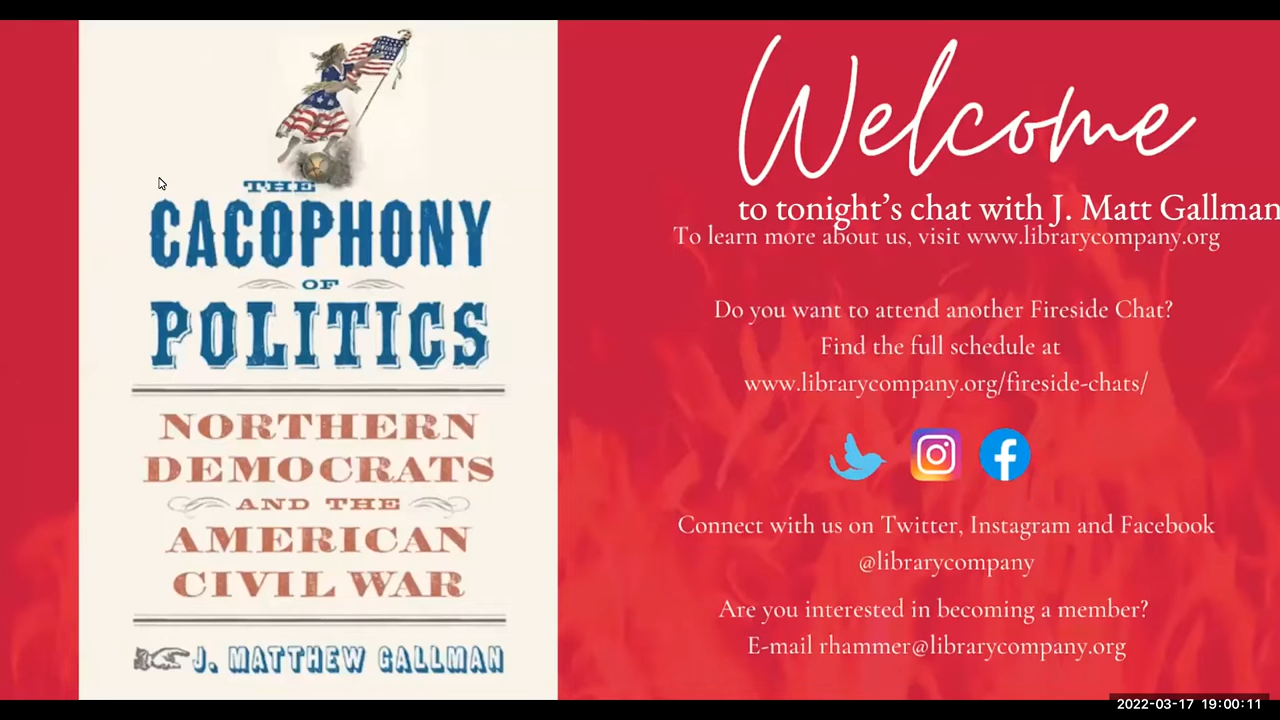 THE
CACOPHONY
OF
POLITICS
NORTHERN
DEMOCRATS
AND THE
AMERICAN
CIVIL WAR
J. MATTHEW GALLMAN
Welcome
to tonight’s chat with J. Matt Gallman
To learn more about us, visit www.librarycompany.org
Do you want to attend another Fireside Chat?
Find the full schedule at
www.librarycompany.org/fireside-chats/
Connect with us on Twitter, Instagram and Facebook
@librarycompany
Are you interested in becoming a member?
E-mail rhammer@librarycompany.org
2022-03-17 19:00:11